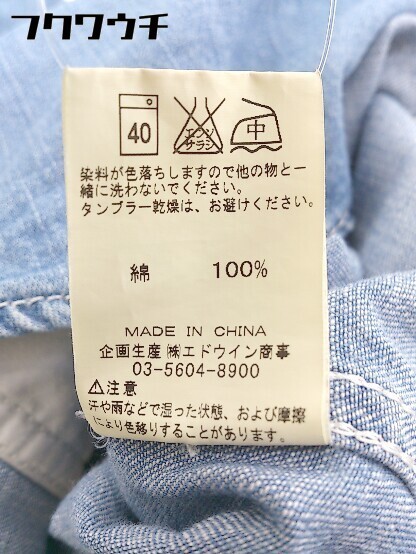 フクワウチ
40
エンソ
サラシ
中
染料が色落ちしますので他の物と一
緒に洗わないでください。
タンブラー乾燥は、お避けください。
綿 100%
MADE IN CHINA
企画生産㈱エドウイン商事
03-5604-8900
⚠注意
汗や雨などで湿った状態、および摩擦
により色移りすることがあります。